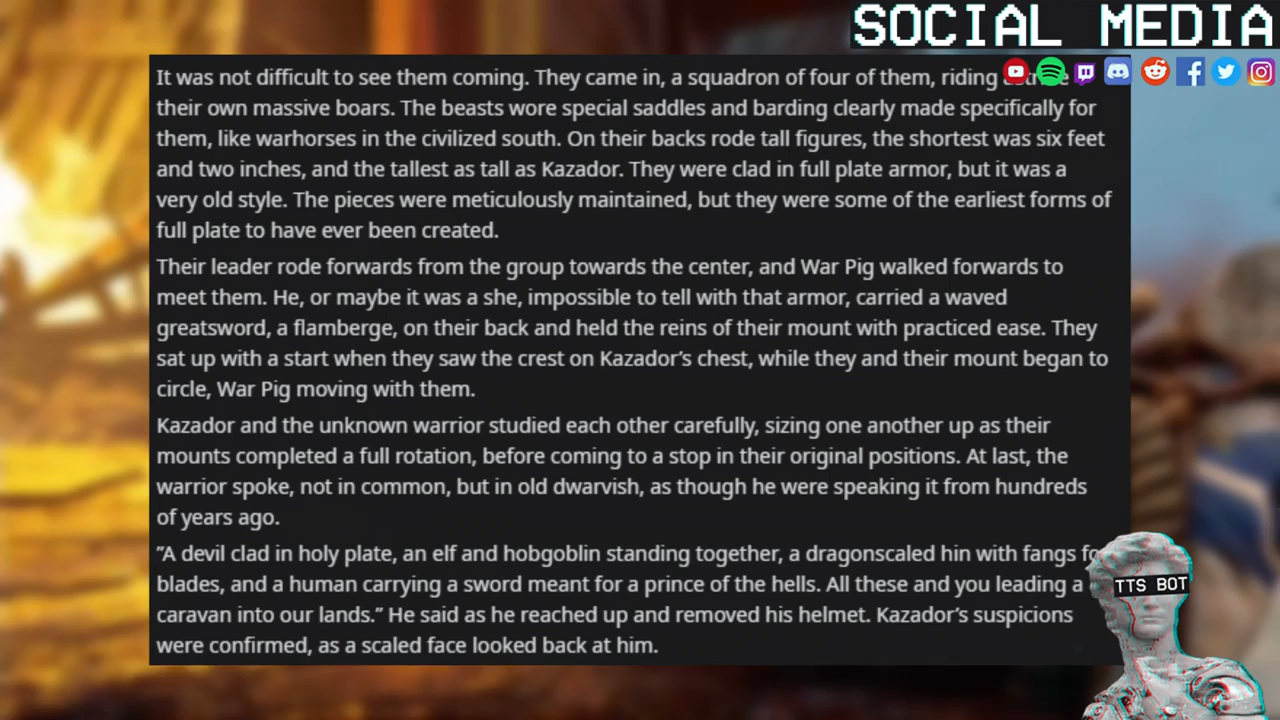 SOCIAL MEDIA
It was not difficult to see them coming. They came in, a squadron of four of them, riding
their own massive boars. The beasts wore special saddles and barding clearly made specifically for
them, like warhorses in the civilized south. On their backs rode tall figures, the shortest was six feet
and two inches, and the tallest as tall as Kazador. They were clad in full plate armor, but it was a
very old style. The pieces were meticulously maintained, but they were some of the earliest forms of
full plate to have ever been created.
Their leader rode forwards from the group towards the center, and War Pig walked forwards to
meet them. He, or maybe it was a she, impossible to tell with that armor, carried a waved
greatsword, a flamberge, on their back and held the reins of their mount with practiced ease. They
sat up with a start when they saw the crest on Kazador's chest, while they and their mount began to
circle, War Pig moving with them.
Kazador and the unknown warrior studied each other carefully, sizing one another up as their
mounts completed a full rotation, before coming to a stop in their original positions. At last, the
warrior spoke, not in common, but in old dwarvish, as though he were speaking it from hundreds
of years ago.
"A devil clad in holy plate, an elf and hobgoblin standing together, a dragonscaled hin with fangs
blades, and a human carrying a sword meant for a prince of the hells. All these and you leading a
caravan into our lands." He said as he reached up and removed his helmet. Kazador's suspicions
were confirmed, as a scaled face looked back at him.
TTS BOT